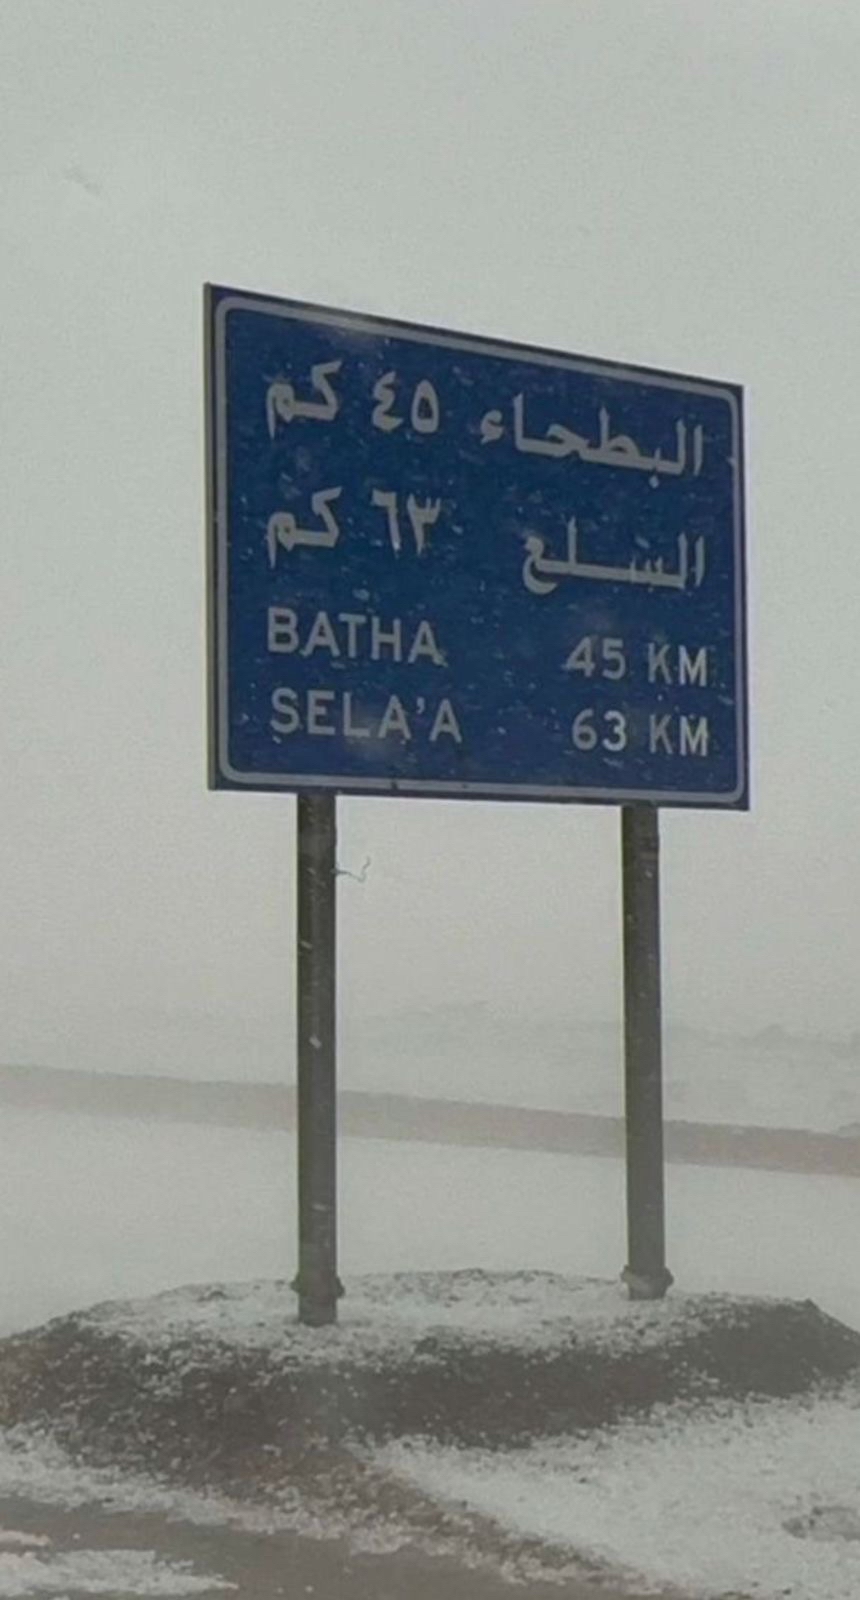 البطحاء ٤٥ كم
السلع ٦٣ كم
BATHA 45 KM
SELA'A 63 KM